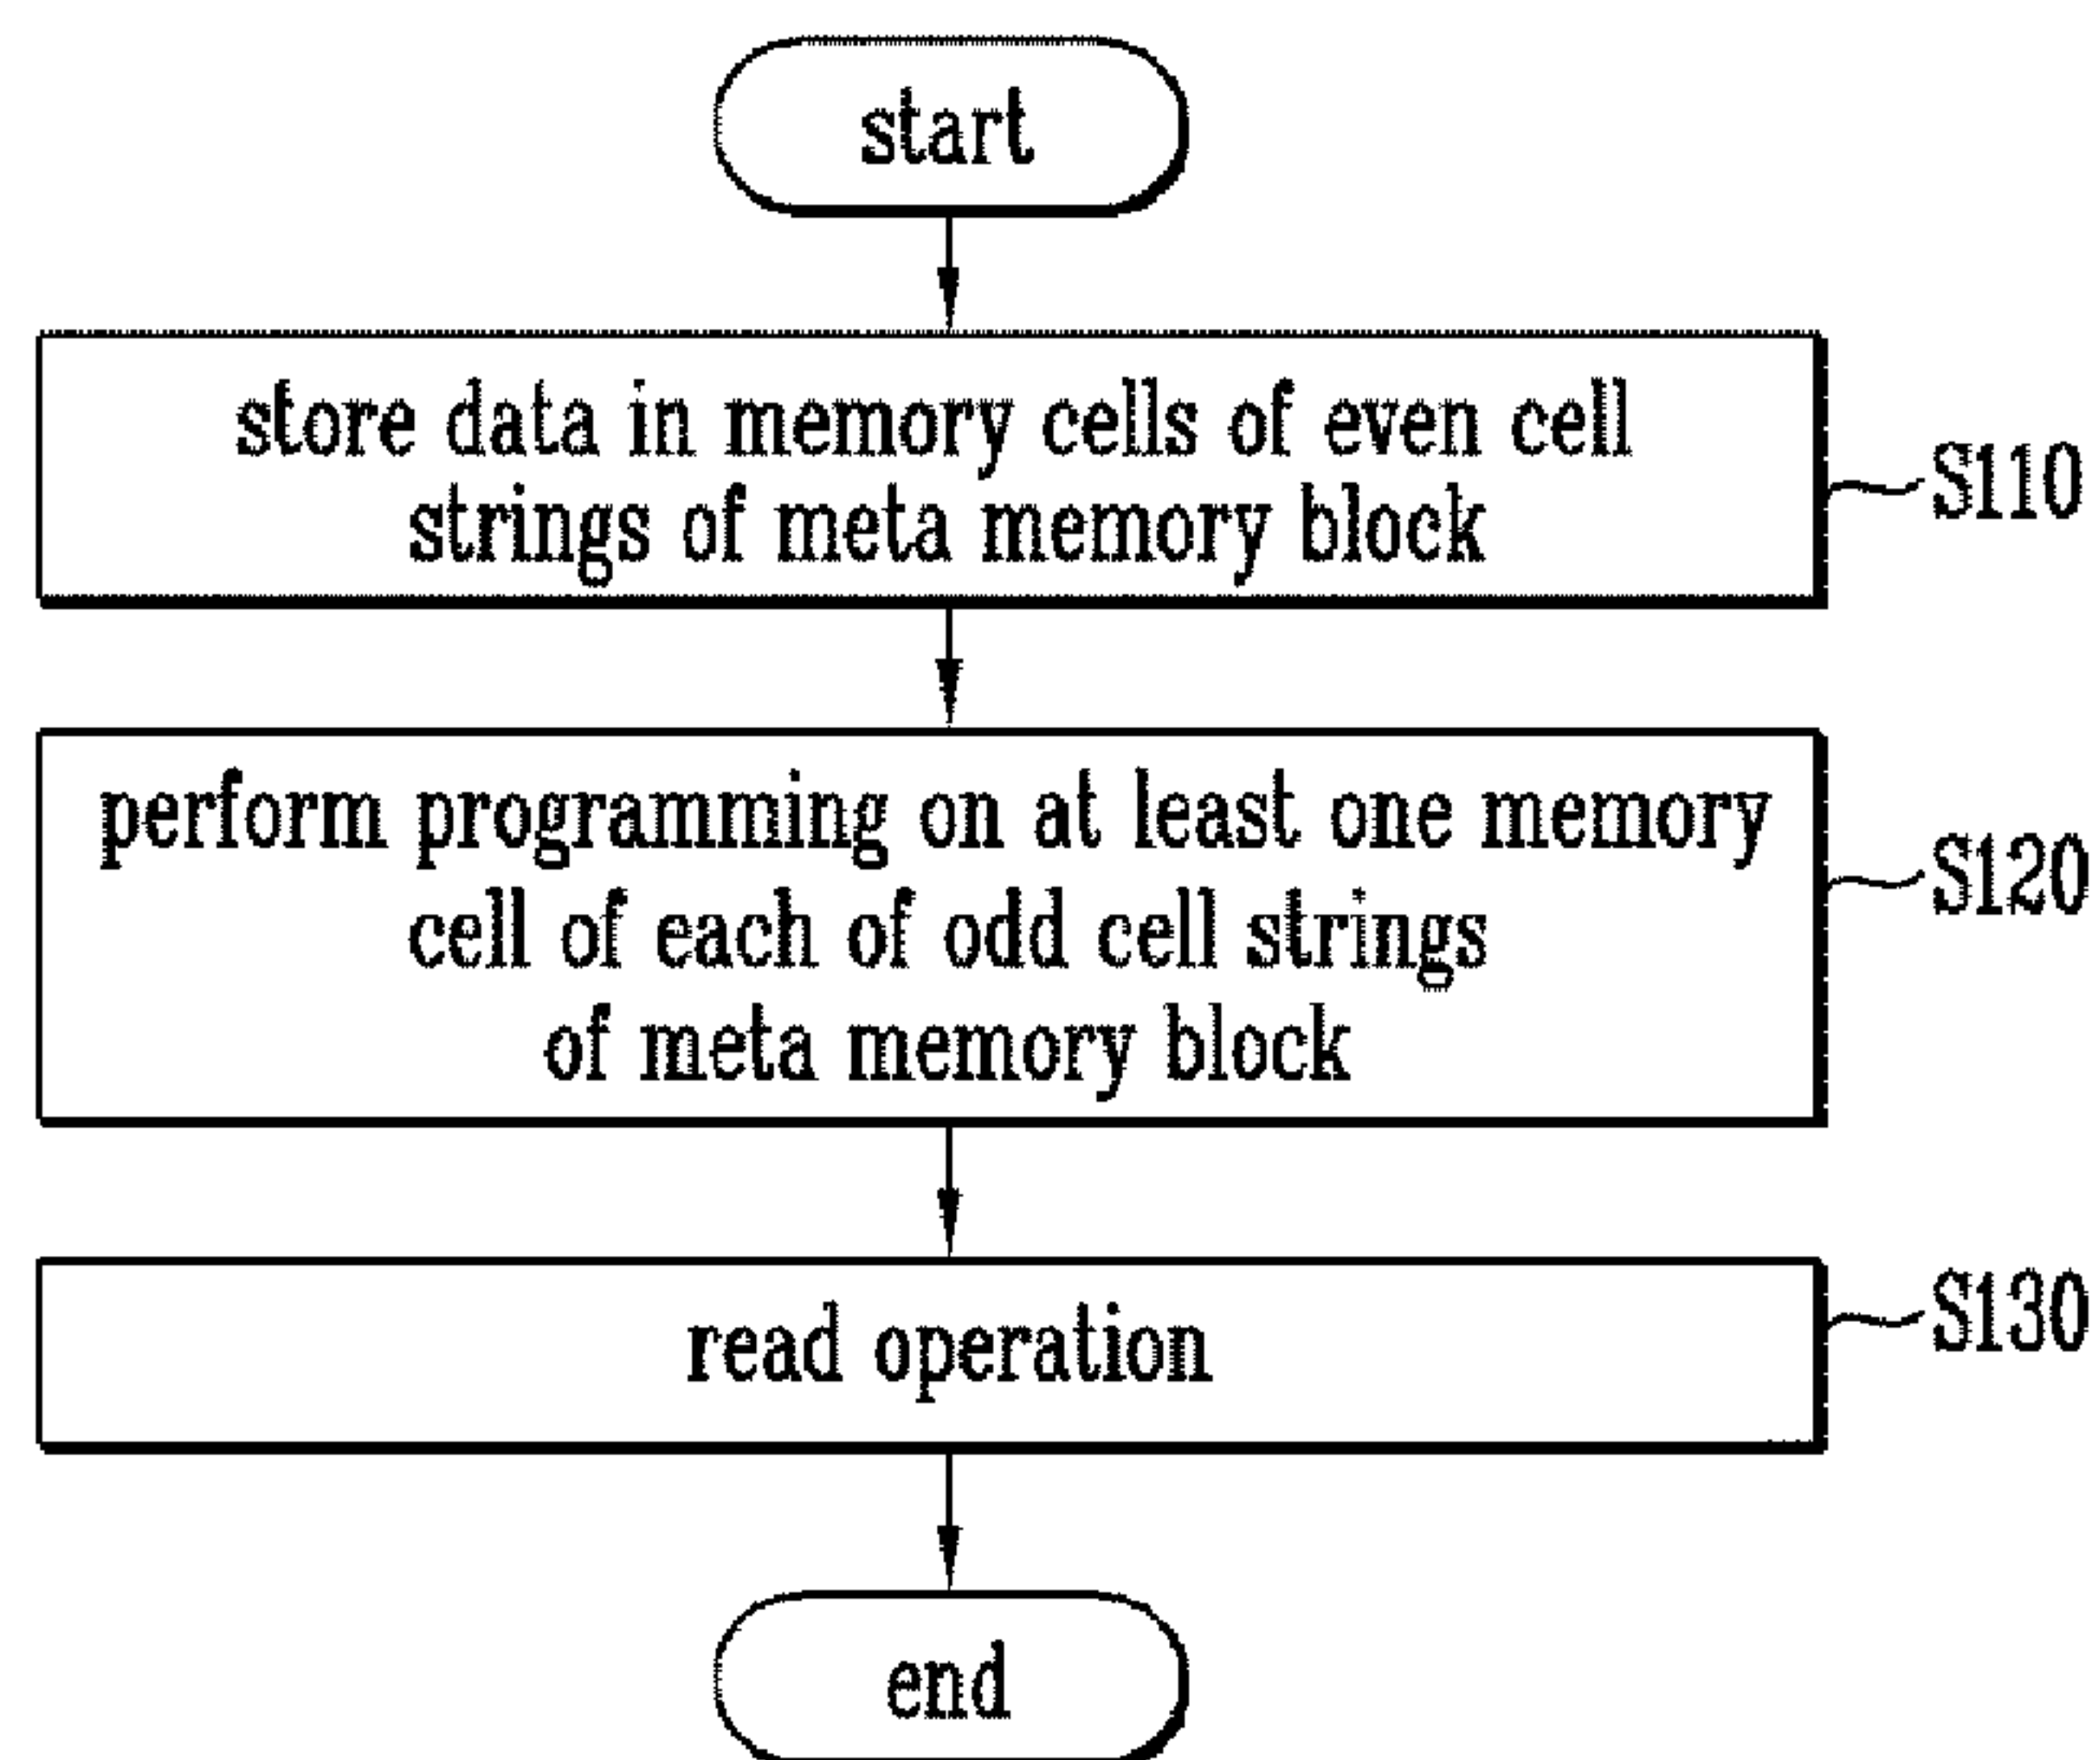 start
store data in memory cells of even cell
strings of meta memory block
S110
perform programming on at least one memory
cell of each of odd cell strings
of meta memory block
S120
read operation
S130
end